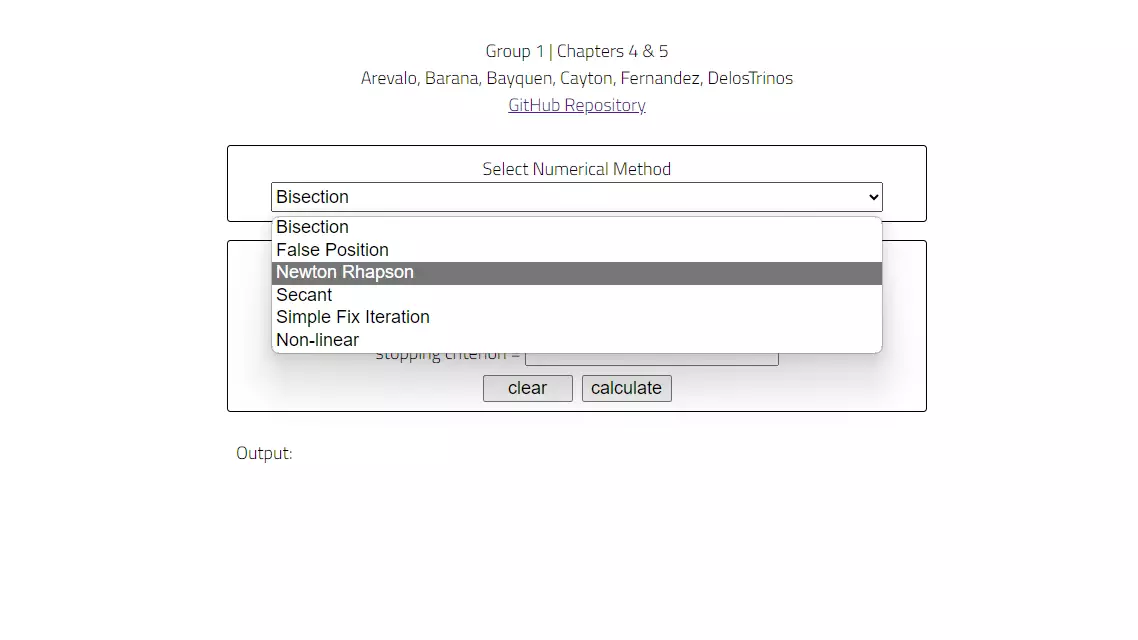 Group 1 | Chapters 4 & 5
Arevalo, Barana, Bayquen, Cayton, Fernandez, DelosTrinos
GitHub Repository
Select Numerical Method
Bisection
Bisection
False Position
Newton Rhapson
Secant
Simple Fix Iteration
Non-linear
stopping criterion =
clear calculate
Output: